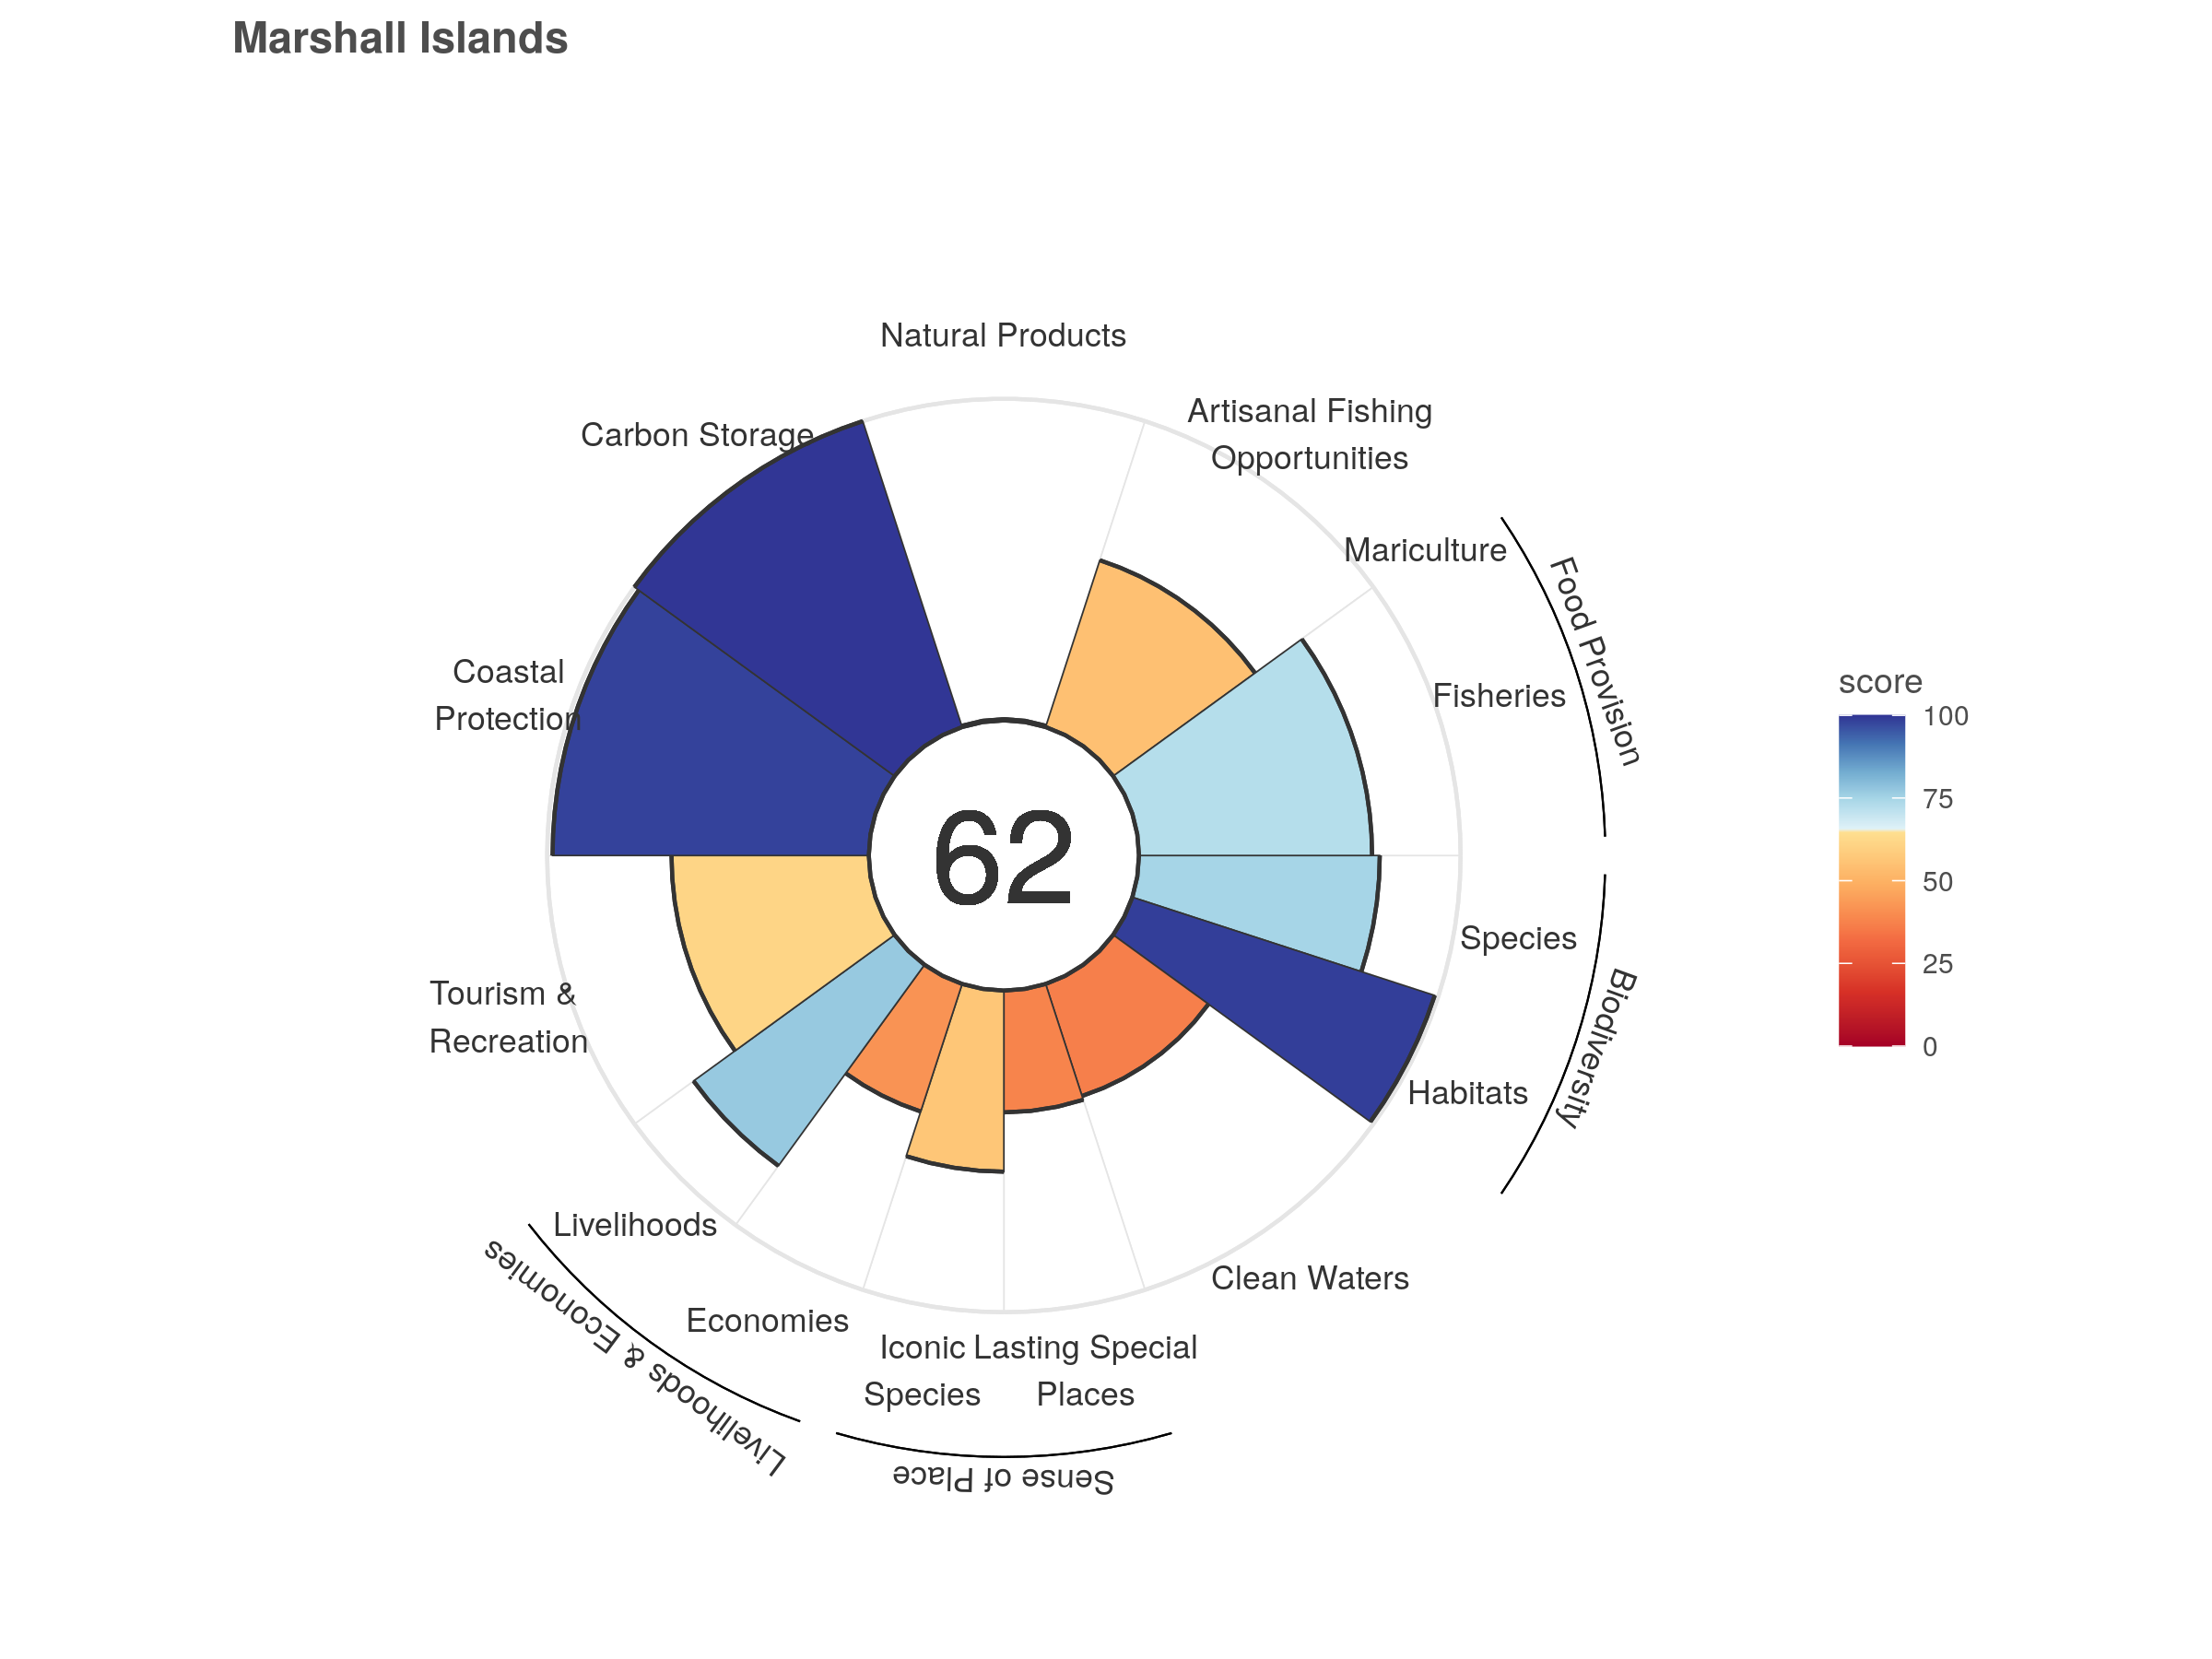 Marshall Islands
Natural Products
Artisanal Fishing
Opportunities
Carbon Storage
Mariculture
Food Provision
Fisheries
Coastal
Protection
62
score
100
75
50
25
0
Species
Biodiversity
Habitats
Tourism &
Recreation
Livelihoods
Livelihoods & Economies
Clean Waters
Economies
Iconic
Species
Lasting Special
Places
Sense of Place